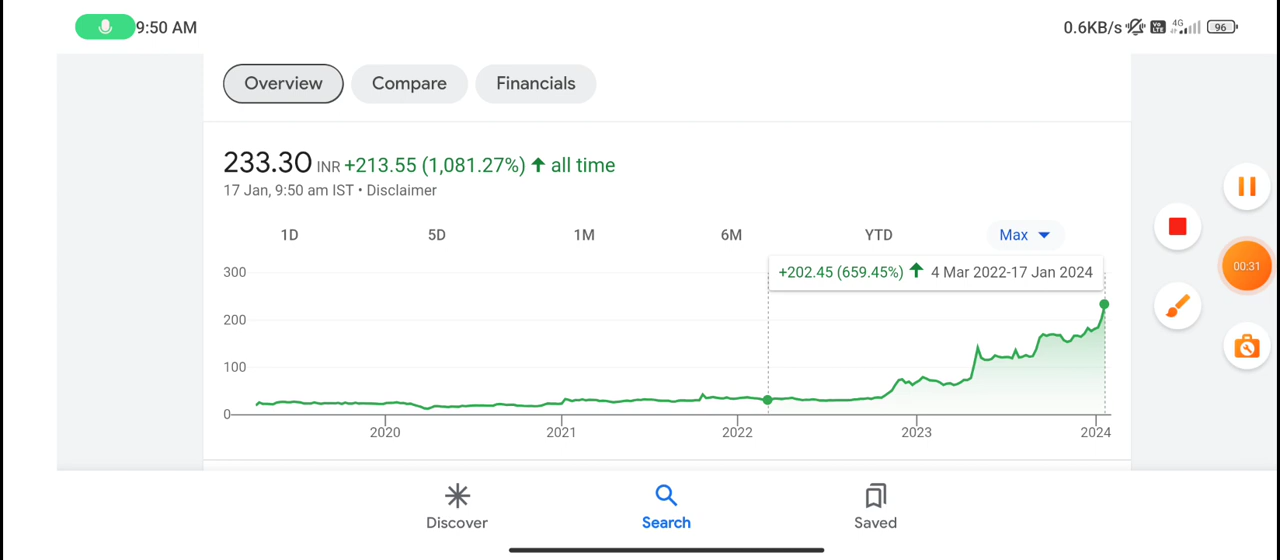 9:50 AM
0.6KB/s Vo LTE 4G 96
Overview Compare Financials
233.30 INR +213.55 (1,081.27%) ↑ all time
17 Jan, 9:50 am IST • Disclaimer
1D 5D 1M 6M YTD Max
+202.45 (659.45%) ↑ 4 Mar 2022-17 Jan 2024
300
200
100
0
2020 2021 2022 2023 2024
00:31
Discover Search Saved